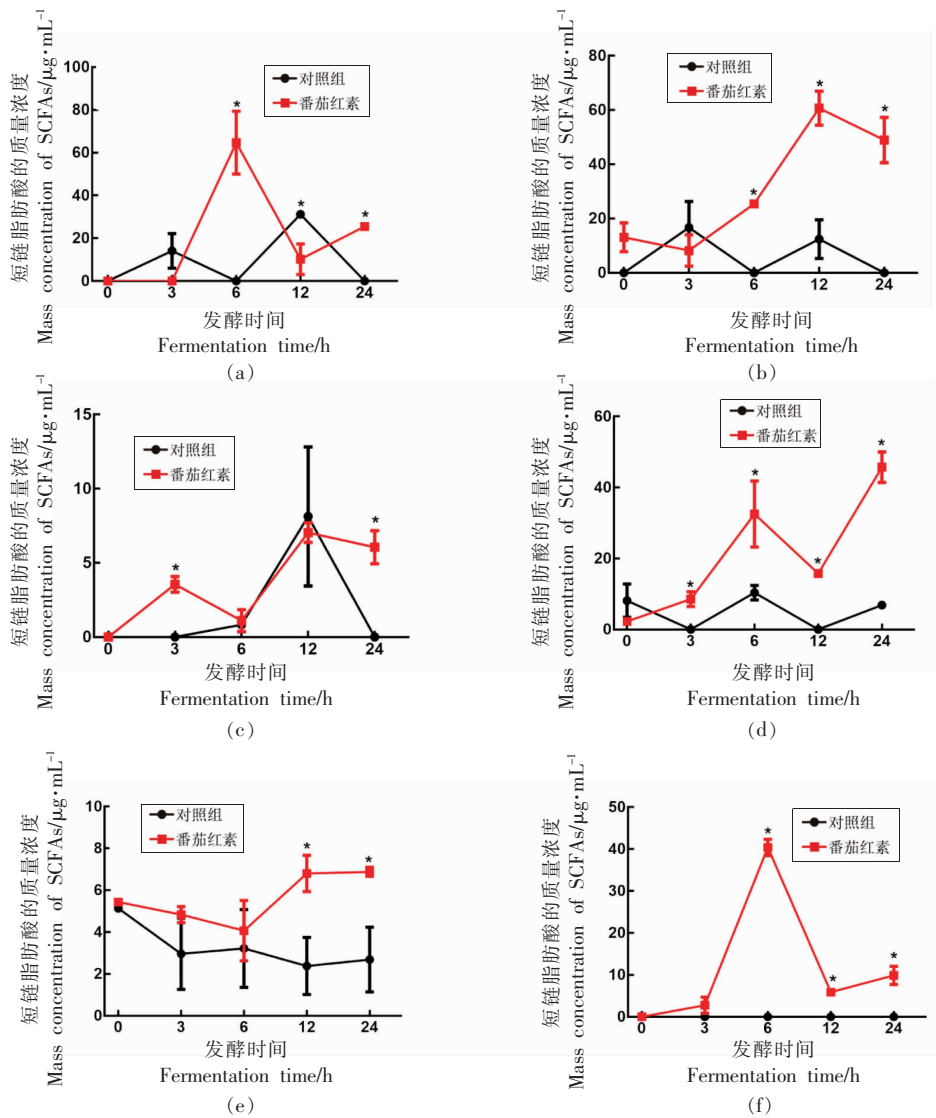 短链脂肪酸的质量浓度
Mass concentration of SCFAs/μg·mL⁻¹
100
80
60
40
20
0
对照组
番茄红素
*
*
*
0 3 6 12 24
发酵时间
Fermentation time/h
(a)
短链脂肪酸的质量浓度
Mass concentration of SCFAs/μg·mL⁻¹
80
60
40
20
0
对照组
番茄红素
*
*
*
0 3 6 12 24
发酵时间
Fermentation time/h
(b)
短链脂肪酸的质量浓度
Mass concentration of SCFAs/μg·mL⁻¹
15
10
5
0
对照组
番茄红素
*
*
0 3 6 12 24
发酵时间
Fermentation time/h
(c)
短链脂肪酸的质量浓度
Mass concentration of SCFAs/μg·mL⁻¹
60
40
20
0
对照组
番茄红素
*
*
*
*
0 3 6 12 24
发酵时间
Fermentation time/h
(d)
短链脂肪酸的质量浓度
Mass concentration of SCFAs/μg·mL⁻¹
10
8
6
4
2
0
对照组
番茄红素
*
*
0 3 6 12 24
发酵时间
Fermentation time/h
(e)
短链脂肪酸的质量浓度
Mass concentration of SCFAs/μg·mL⁻¹
50
40
30
20
10
0
对照组
番茄红素
*
*
*
0 3 6 12 24
发酵时间
Fermentation time/h
(f)